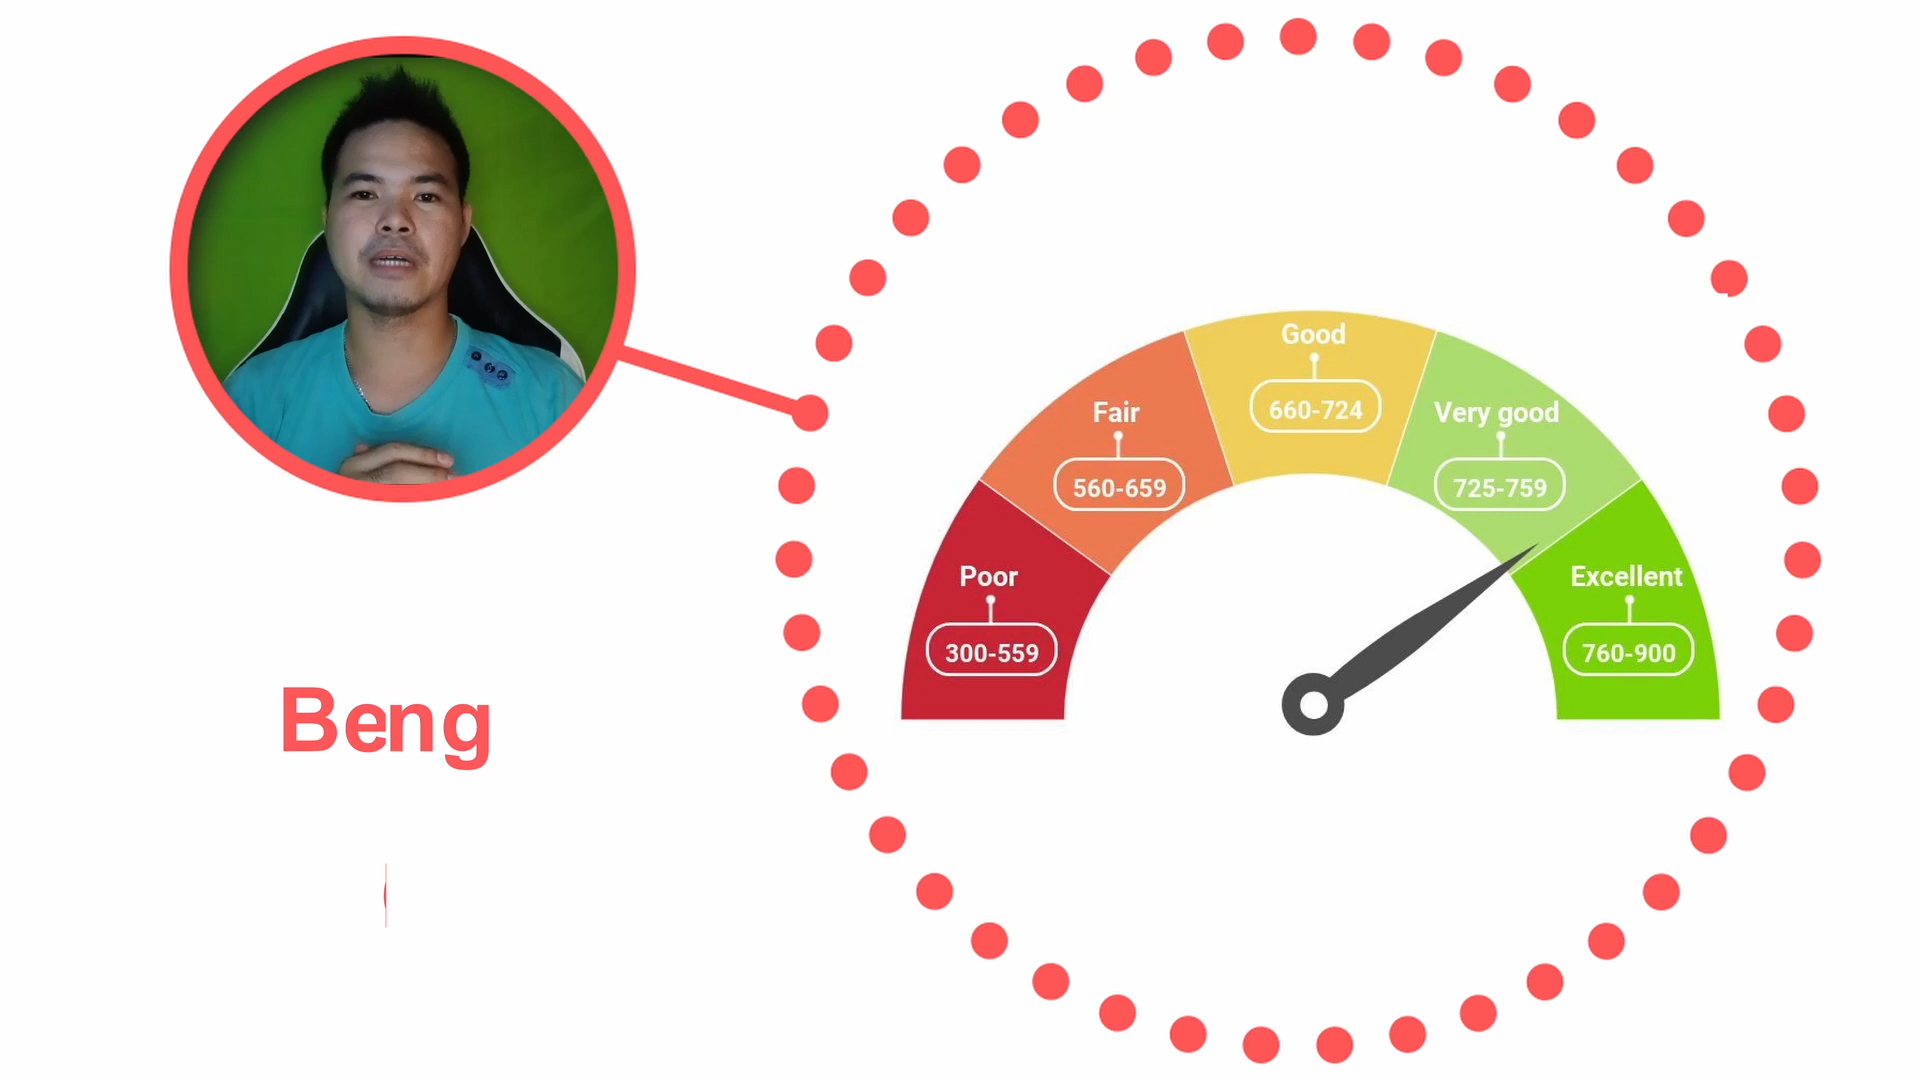 Beng
Good
660-724
Fair
560-659
Very good
725-759
Poor
300-559
Excellent
760-900